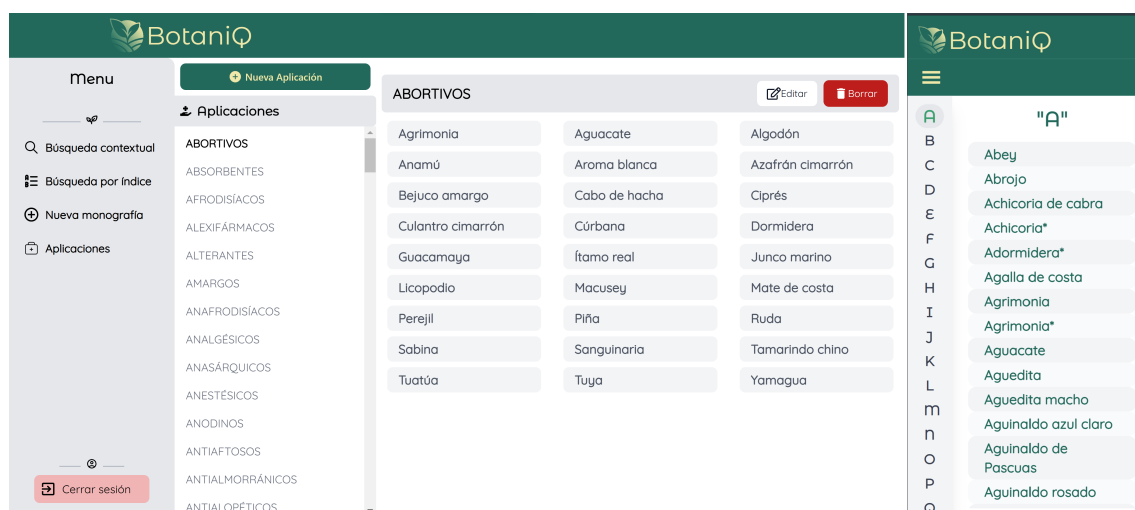 BotaniQ
Menu
Búsqueda contextual
Búsqueda por índice
Nueva monografía
Aplicaciones
Cerrar sesión
Nueva Aplicación
Aplicaciones
ABORTIVOS
ABSORBENTES
AFRODISÍACOS
ALEXIFÁRMACOS
ALTERANTES
AMARGOS
ANAFRODISÍACOS
ANALGÉSICOS
ANASÁRQUICOS
ANESTÉSICOS
ANODINOS
ANTIAFTOSOS
ANTIALMORRÁNICOS
ANTIALOPÉTICOS
ABORTIVOS Editar Borrar
Agrimonia Aguacate Algodón
Anamú Aroma blanca Azafrán cimarrón
Bejuco amargo Cabo de hacha Ciprés
Culantro cimarrón Cúrbana Dormidera
Guacamaya Ítamo real Junco marino
Licopodio Macusey Mate de costa
Perejil Piña Ruda
Sabina Sanguinaria Tamarindo chino
Tuatúa Tuya Yamagua
BotaniQ
A
B
C
D
E
F
G
H
I
J
K
L
M
N
O
P
Q
"A"
Abey
Abrojo
Achicoria de cabra
Achicoria*
Adormidera*
Agalla de costa
Agrimonia
Agrimonia*
Aguacate
Aguedita
Aguedita macho
Aguinaldo azul claro
Aguinaldo de
Pascuas
Aguinaldo rosado